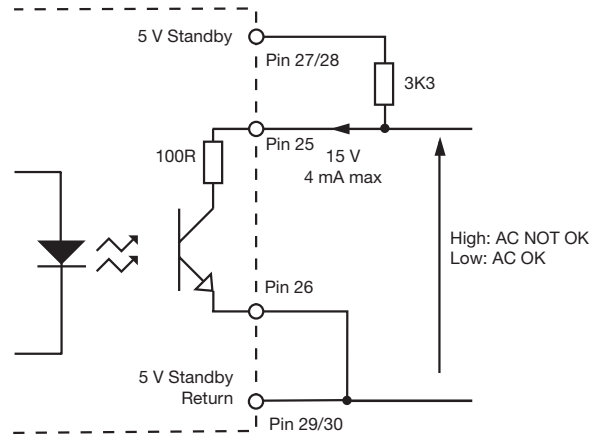 5 V Standby
Pin 27/28
3K3
Pin 25
100R
15 V
4 mA max
High: AC NOT OK
Low: AC OK
Pin 26
5 V Standby
Return
Pin 29/30